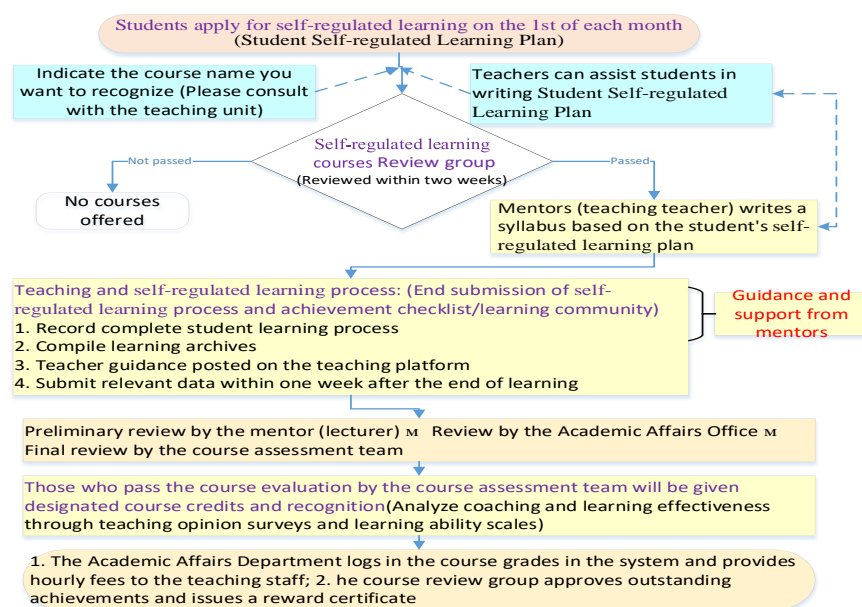 Students apply for self-regulated learning on the 1st of each month
(Student Self-regulated Learning Plan)
Indicate the course name you
want to recognize (Please consult
with the teaching unit)
Teachers can assist students in
writing Student Self-regulated
Learning Plan
Self-regulated learning
courses Review group
(Reviewed within two weeks)
Not passed
Passed
No courses
offered
Mentors (teaching teacher) writes a
syllabus based on the student's self-
regulated learning plan
Teaching and self-regulated learning process: (End submission of self-
regulated learning process and achievement checklist/learning community)
1. Record complete student learning process
2. Compile learning archives
3. Teacher guidance posted on the teaching platform
4. Submit relevant data within one week after the end of learning
Guidance and
support from
mentors
Preliminary review by the mentor (lecturer) м Review by the Academic Affairs Office м
Final review by the course assessment team
Those who pass the course evaluation by the course assessment team will be given
designated course credits and recognition(Analyze coaching and learning effectiveness
through teaching opinion surveys and learning ability scales)
1. The Academic Affairs Department logs in the course grades in the system and provides
hourly fees to the teaching staff; 2. he course review group approves outstanding
achievements and issues a reward certificate